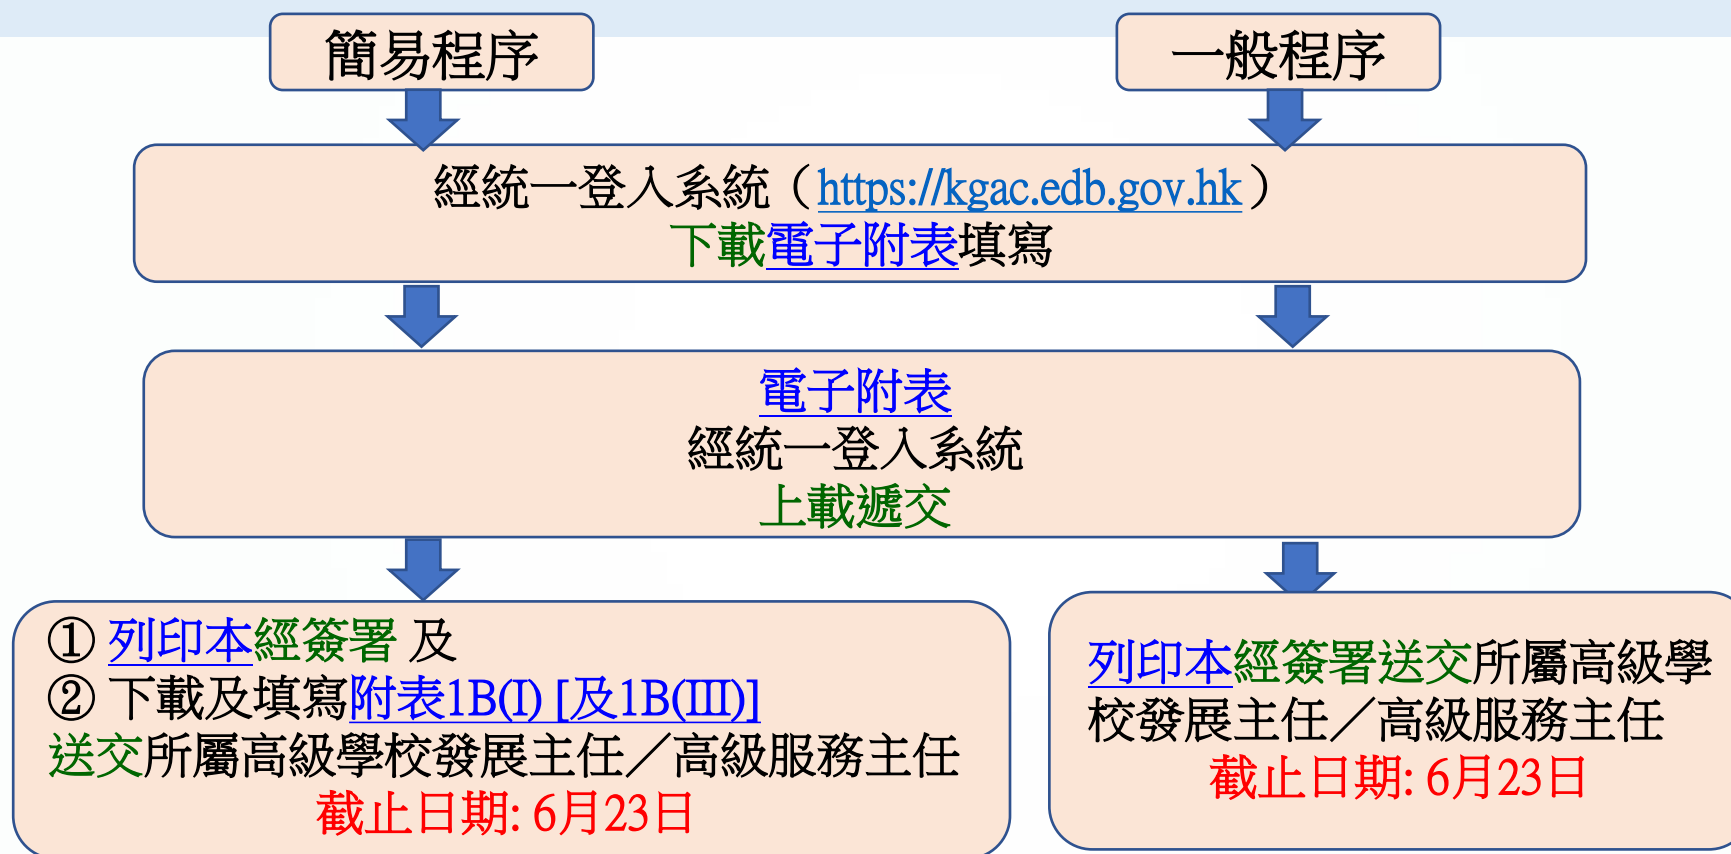 簡易程序
一般程序
經統一登入系統（https://kgac.edb.gov.hk）
下載電子附表填寫
電子附表
經統一登入系統
上載遞交
① 列印本經簽署 及
② 下載及填寫附表1B(I) [及1B(III)]
送交所屬高級學校發展主任／高級服務主任
截止日期: 6月23日
列印本經簽署送交所屬高級學
校發展主任／高級服務主任
截止日期: 6月23日